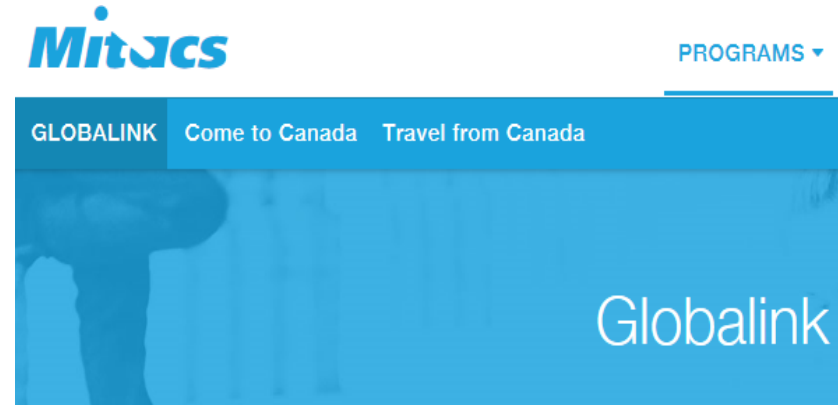 Mitacs
PROGRAMS
GLOBALINK Come to Canada Travel from Canada
Globalink